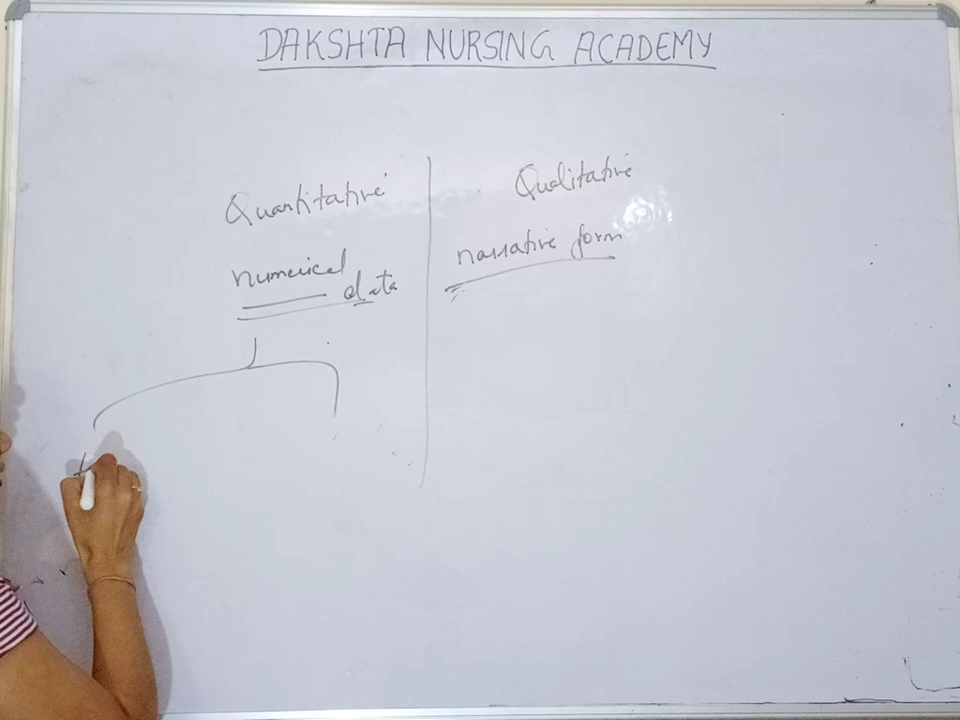 DAKSHTA NURSING ACADEMY
Quantitative
numerical
data
Qualitative
narrative form